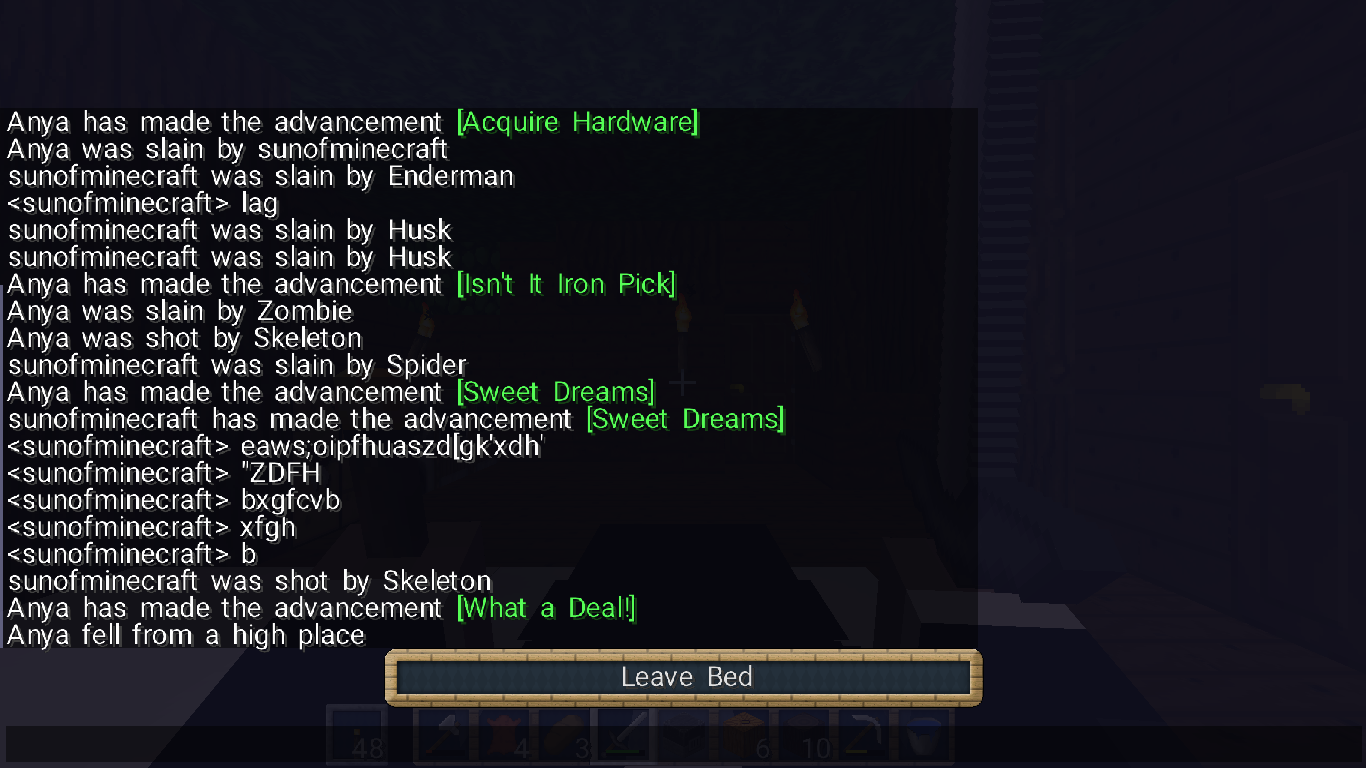 Anya has made the advancement [Acquire Hardware]
Anya was slain by sunofminecraft
sunofminecraft was slain by Enderman
<sunofminecraft> lag
sunofminecraft was slain by Husk
sunofminecraft was slain by Husk
Anya has made the advancement [Isn't It Iron Pick]
Anya was slain by Zombie
Anya was shot by Skeleton
sunofminecraft was slain by Spider
Anya has made the advancement [Sweet Dreams]
sunofminecraft has made the advancement [Sweet Dreams]
<sunofminecraft> eaws;oipfhuaszd[gk'xdh'
<sunofminecraft> "ZDFH
<sunofminecraft> bxgfcvb
<sunofminecraft> xfgh
<sunofminecraft> b
sunofminecraft was shot by Skeleton
Anya has made the advancement [What a Deal!]
Anya fell from a high place
Leave Bed
48 4 3 6 10